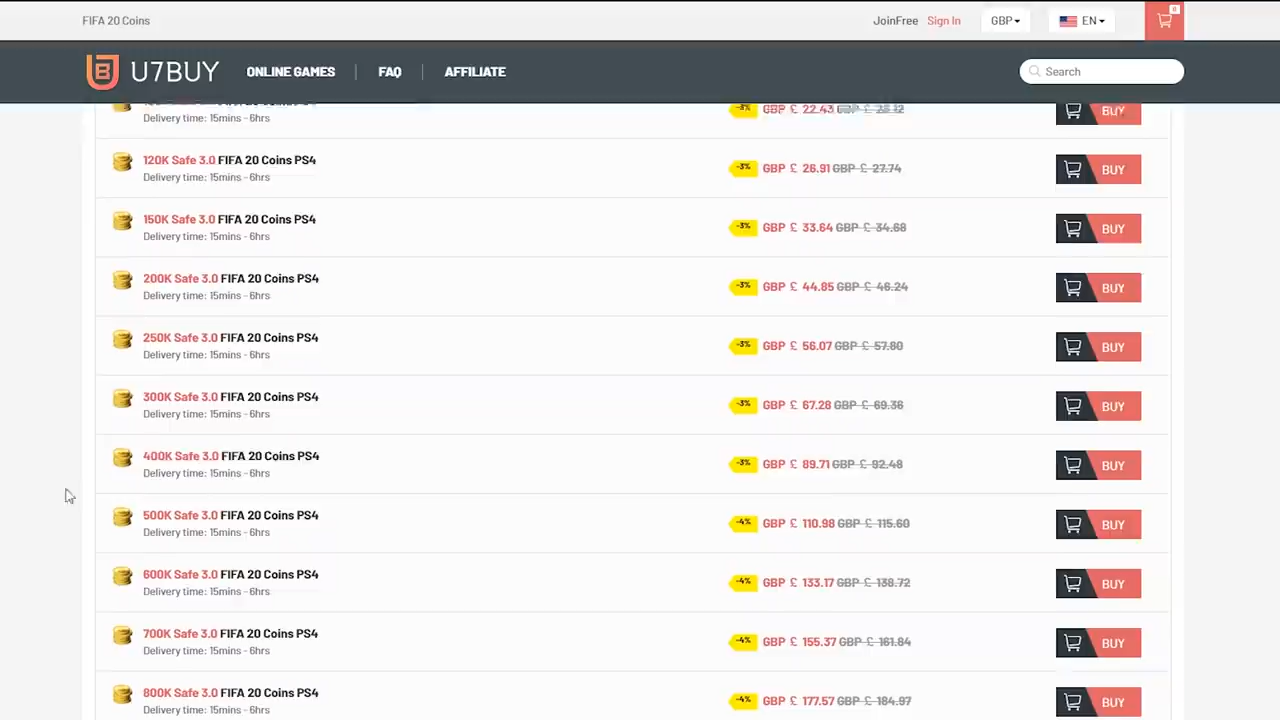 FIFA 20 Coins
JoinFree Sign In GBP EN 0
U7BUY ONLINE GAMES FAQ AFFILIATE Search
-3% GBP £ 22.43 BUY
Delivery time: 15mins - 6hrs
120K Safe 3.0 FIFA 20 Coins PS4 -3% GBP £ 26.91 GBP £ 27.74 BUY
Delivery time: 15mins - 6hrs
150K Safe 3.0 FIFA 20 Coins PS4 -3% GBP £ 33.64 GBP £ 34.68 BUY
Delivery time: 15mins - 6hrs
200K Safe 3.0 FIFA 20 Coins PS4 -3% GBP £ 44.85 GBP £ 46.24 BUY
Delivery time: 15mins - 6hrs
250K Safe 3.0 FIFA 20 Coins PS4 -3% GBP £ 56.07 GBP £ 57.80 BUY
Delivery time: 15mins - 6hrs
300K Safe 3.0 FIFA 20 Coins PS4 -3% GBP £ 67.28 GBP £ 69.36 BUY
Delivery time: 15mins - 6hrs
400K Safe 3.0 FIFA 20 Coins PS4 -3% GBP £ 89.71 GBP £ 92.48 BUY
Delivery time: 15mins - 6hrs
500K Safe 3.0 FIFA 20 Coins PS4 -4% GBP £ 110.98 GBP £ 115.60 BUY
Delivery time: 15mins - 6hrs
600K Safe 3.0 FIFA 20 Coins PS4 -4% GBP £ 133.17 GBP £ 138.72 BUY
Delivery time: 15mins - 6hrs
700K Safe 3.0 FIFA 20 Coins PS4 -4% GBP £ 155.37 GBP £ 161.84 BUY
Delivery time: 15mins - 6hrs
800K Safe 3.0 FIFA 20 Coins PS4 -4% GBP £ 177.57 GBP £ 184.97 BUY
Delivery time: 15mins - 6hrs